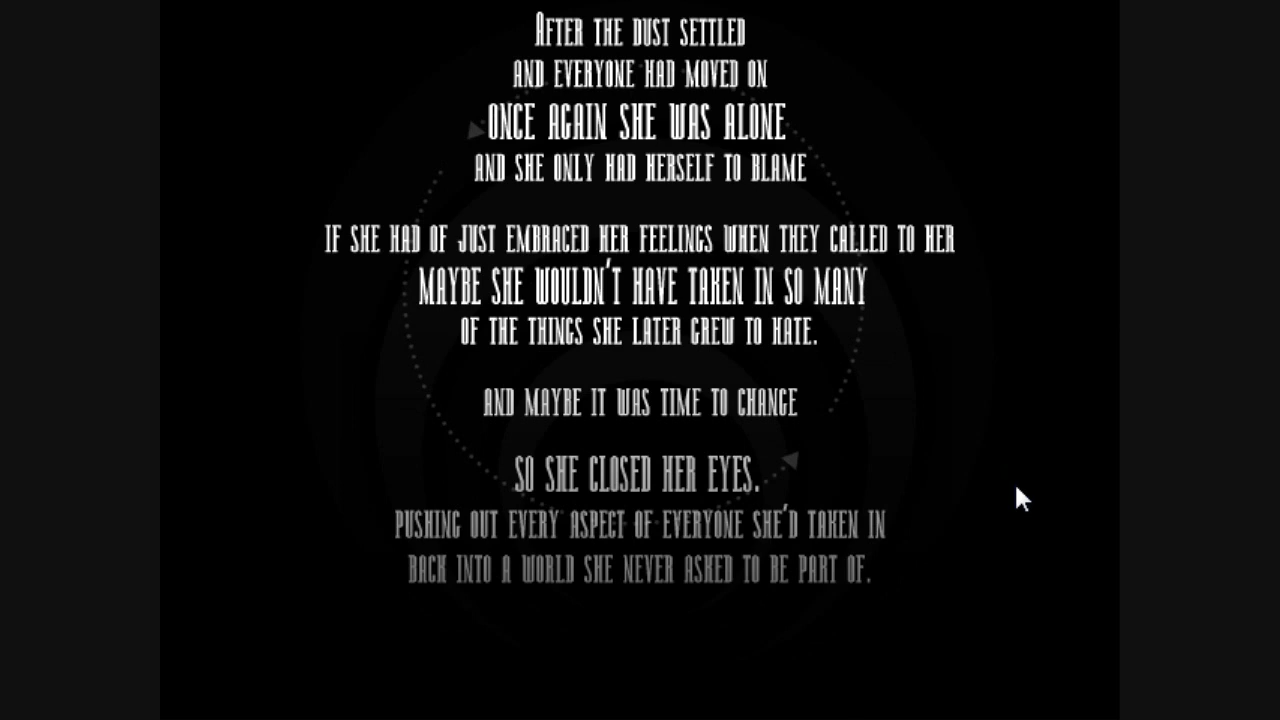 After the dust settled
and everyone had moved on
once again she was alone
and she only had herself to blame
if she had of just embraced her feelings when they called to her
maybe she wouldn't have taken in so many
of the things she later grew to hate.
and maybe it was time to change
so she closed her eyes.
pushing out every aspect of everyone she'd taken in
back into a world she never asked to be part of.